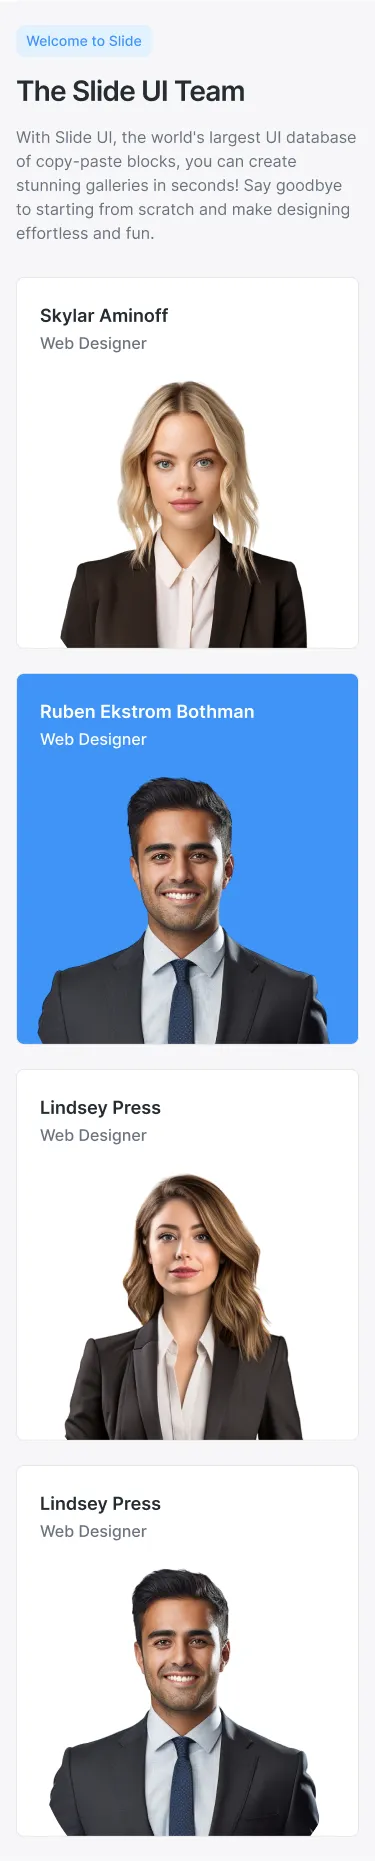 Welcome to Slide
The Slide UI Team
With Slide UI, the world's largest UI database
of copy-paste blocks, you can create
stunning galleries in seconds! Say goodbye
to starting from scratch and make designing
effortless and fun.
Skylar Aminoff
Web Designer
Ruben Ekstrom Bothman
Web Designer
Lindsey Press
Web Designer
Lindsey Press
Web Designer